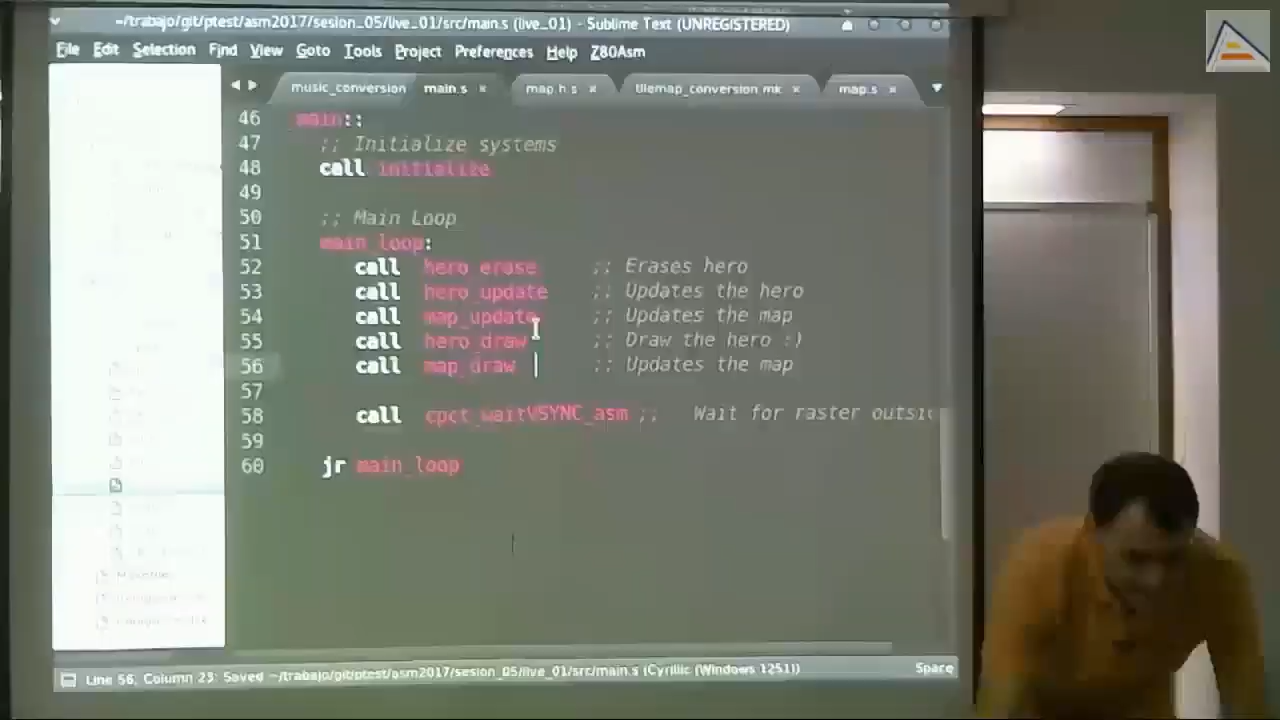 ~/trabajo/git/ptest/asm2017/sesion_05/live_01/src/main.s (live_01) - Sublime Text (UNREGISTERED)
File Edit Selection Find View Goto Tools Project Preferences Help Z80Asm
music_conversion main.s × map.h.s × tilemap_conversion.mk × map.s ×
46 main::
47 ;; Initialize systems
48 call initialize
49
50 ;; Main Loop
51 main_loop:
52 call hero_erase ;; Erases hero
53 call hero_update ;; Updates the hero
54 call map_update ;; Updates the map
55 call hero_draw ;; Draw the hero :)
56 call map_draw ;; Updates the map
57
58 call cpct_waitVSYNC_asm ;; Wait for raster outsi
59
60 jr main_loop
Line 56, Column 23: Saved ~/trabajo/git/ptest/asm2017/sesion_05/live_01/src/main.s (Cyrillic (Windows 1251)) Space